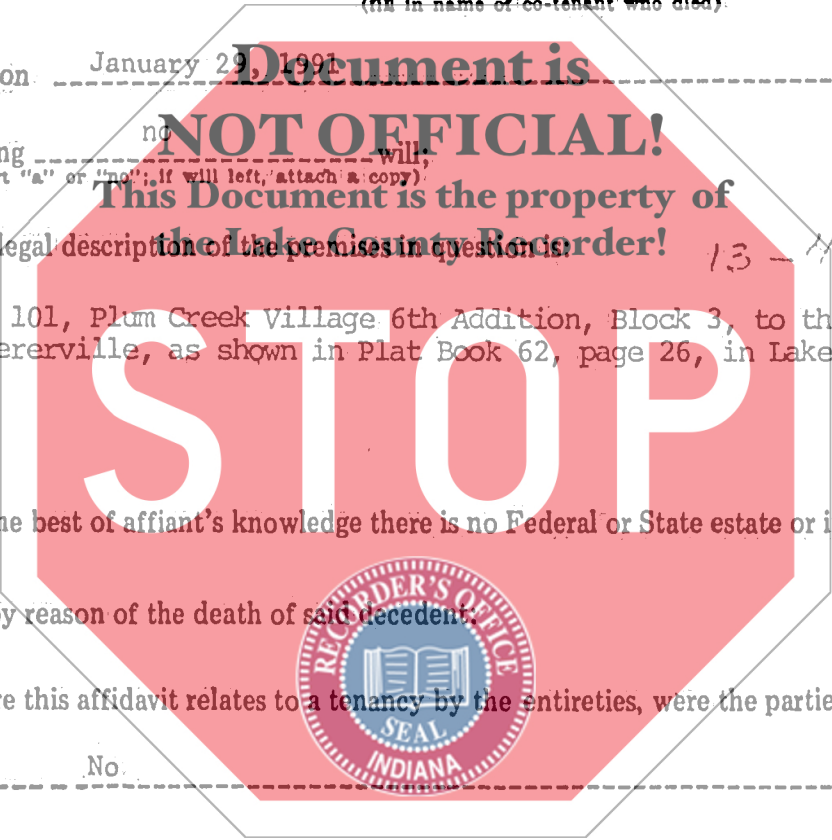 (fill in name of co-tenant who died)
on January 29, 1991
Document is
no
NOT OFFICIAL!
ng will;
"a" or "no"; if will left, attach a copy)
This Document is the property of
legal description of the premises in question is:
the Lake County Recorder!
13 -
101, Plum Creek Village 6th Addition, Block 3, to th
ererville, as shown in Plat Book 62, page 26, in Lake
STOP
he best of affiant's knowledge there is no Federal or State estate or i
by reason of the death of said decedent:
RECORDER'S OFFICE
re this affidavit relates to a tenancy by the entireties, were the partie
SEAL
INDIANA
No